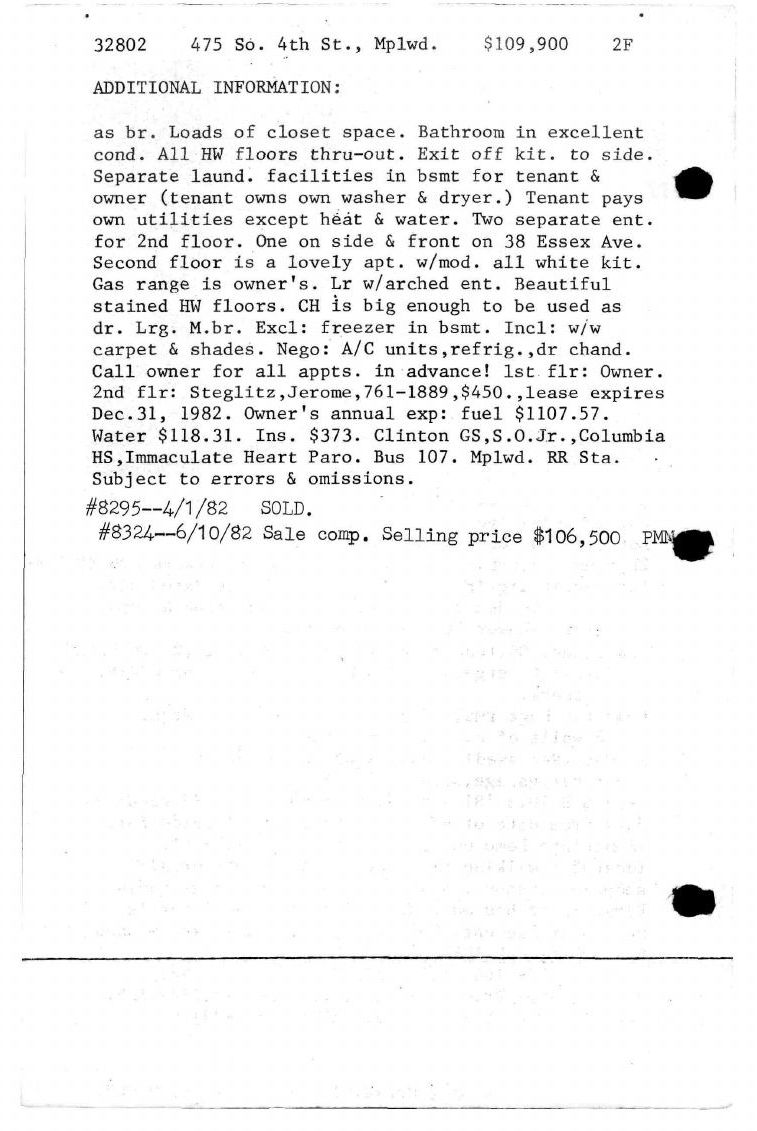 32802 475 So. 4th St., Mplwd. $109,900 2F
ADDITIONAL INFORMATION:
as br. Loads of closet space. Bathroom in excellent
cond. All HW floors thru-out. Exit off kit. to side.
Separate laund. facilities in bsmt for tenant &
owner (tenant owns own washer & dryer.) Tenant pays
own utilities except heat & water. Two separate ent.
for 2nd floor. One on side & front on 38 Essex Ave.
Second floor is a lovely apt. w/mod. all white kit.
Gas range is owner's. Lr w/arched ent. Beautiful
stained HW floors. CH is big enough to be used as
dr. Lrg. M.br. Excl: freezer in bsmt. Incl: w/w
carpet & shades. Nego: A/C units,refrig.,dr chand.
Call owner for all appts. in advance! 1st flr: Owner.
2nd flr: Steglitz,Jerome,761-1889,$450.,lease expires
Dec.31, 1982. Owner's annual exp: fuel $1107.57.
Water $118.31. Ins. $373. Clinton GS,S.O.Jr.,Columbia
HS,Immaculate Heart Paro. Bus 107. Mplwd. RR Sta.
Subject to errors & omissions.
#8295--4/1/82 SOLD.
#8324--6/10/82 Sale comp. Selling price $106,500 PMM